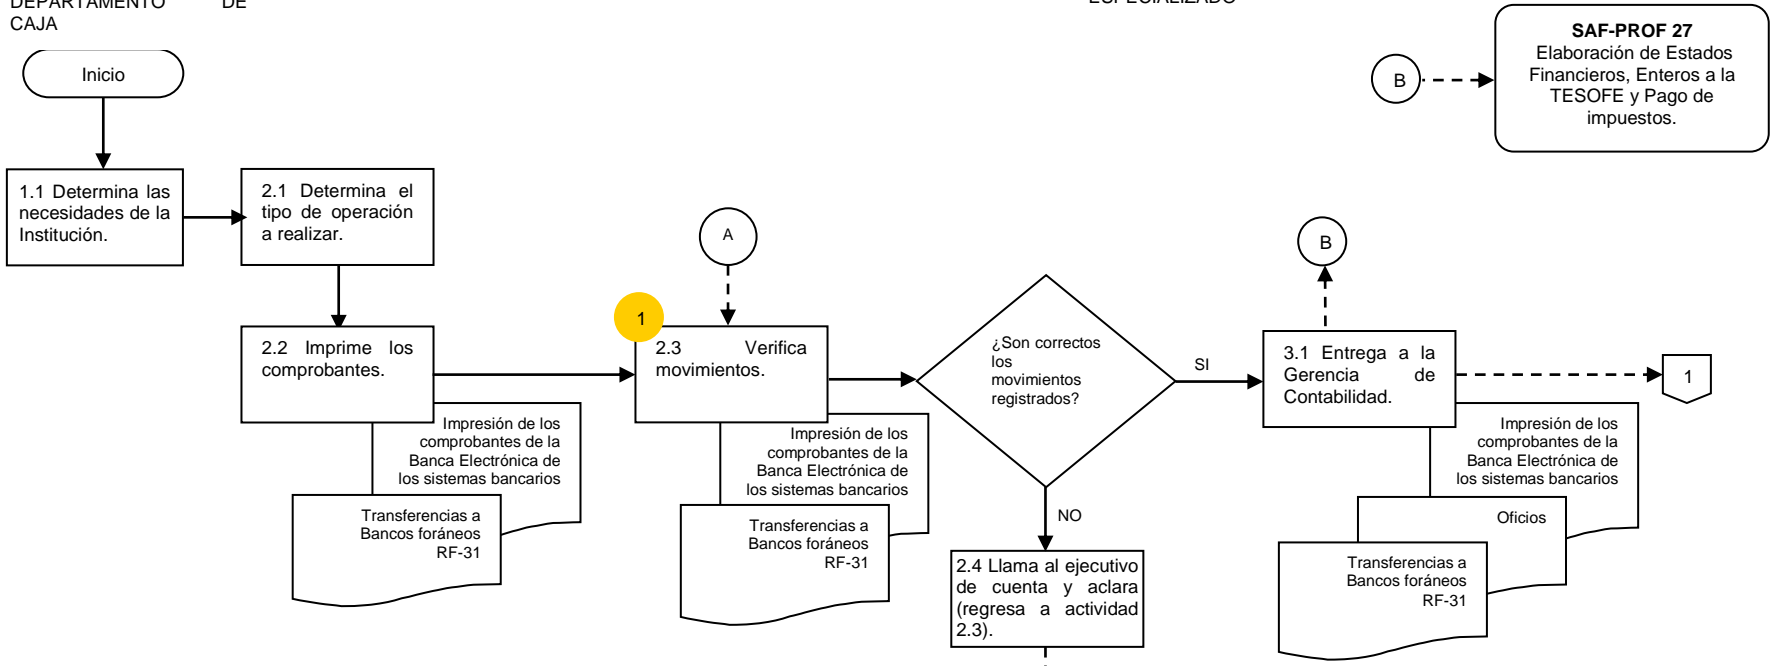 DEPARTAMENTO DE
CAJA
ESPECIALIZADO
Inicio
B
SAF-PROF 27
Elaboración de Estados
Financieros, Enteros a la
TESOFE y Pago de
impuestos.
1.1 Determina las
necesidades de la
Institución.
2.1 Determina el
tipo de operación
a realizar.
A
B
2.2 Imprime los
comprobantes.
1
2.3 Verifica
movimientos.
¿Son correctos
los
movimientos
registrados?
SI
3.1 Entrega a la
Gerencia de
Contabilidad.
1
Impresión de los
comprobantes de la
Banca Electrónica de
los sistemas bancarios
Transferencias a
Bancos foráneos
RF-31
Impresión de los
comprobantes de la
Banca Electrónica de
los sistemas bancarios
Transferencias a
Bancos foráneos
RF-31
NO
2.4 Llama al ejecutivo
de cuenta y aclara
(regresa a actividad
2.3).
Impresión de los
comprobantes de la
Banca Electrónica de
los sistemas bancarios
Oficios
Transferencias a
Bancos foráneos
RF-31